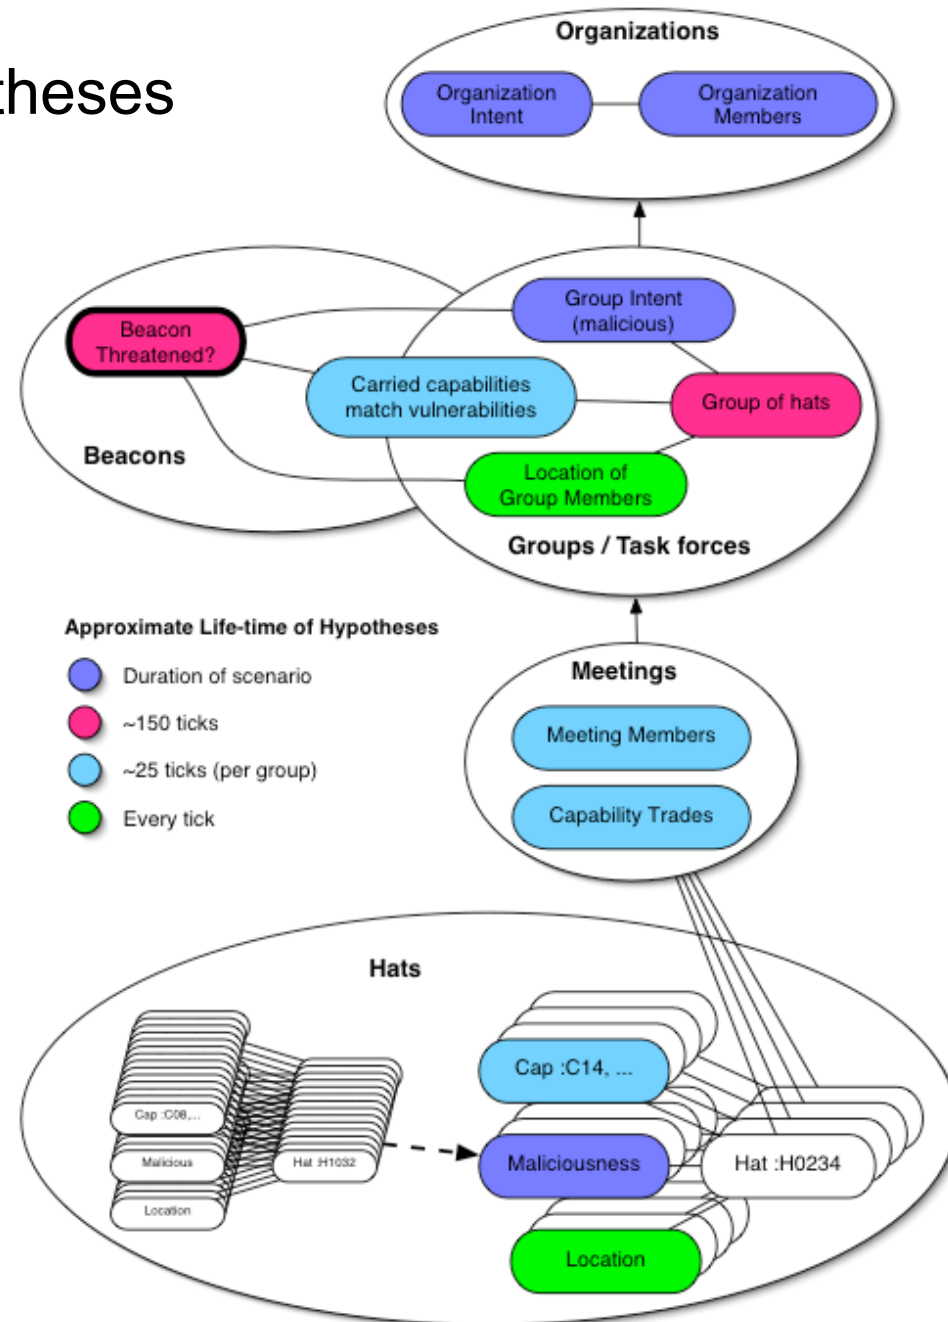 theses
Organizations
Organization
Intent
Organization
Members
Group Intent
(malicious)
Beacon
Threatened?
Carried capabilities
match vulnerabilities
Group of hats
Beacons
Location of
Group Members
Groups / Task forces
Approximate Life-time of Hypotheses
Duration of scenario
~150 ticks
~25 ticks (per group)
Every tick
Meetings
Meeting Members
Capability Trades
Hats
Cap :C08,...
Malicious
Location
Hat :H1032
Cap :C14, ...
Maliciousness
Hat :H0234
Location